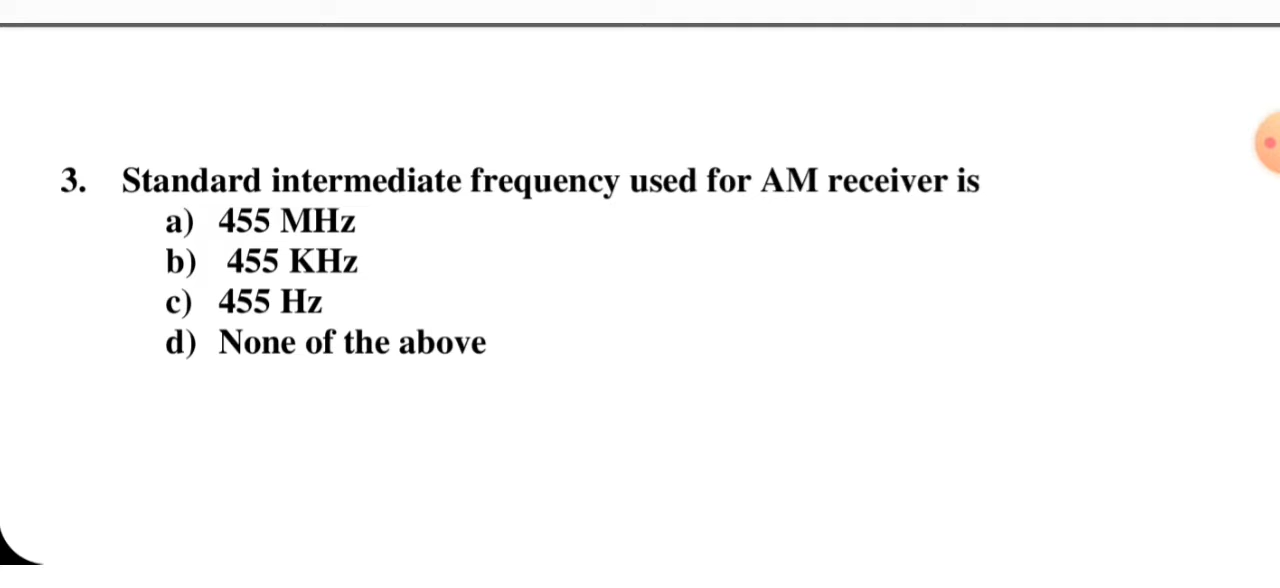 3. Standard intermediate frequency used for AM receiver is
a) 455 MHz
b) 455 KHz
c) 455 Hz
d) None of the above